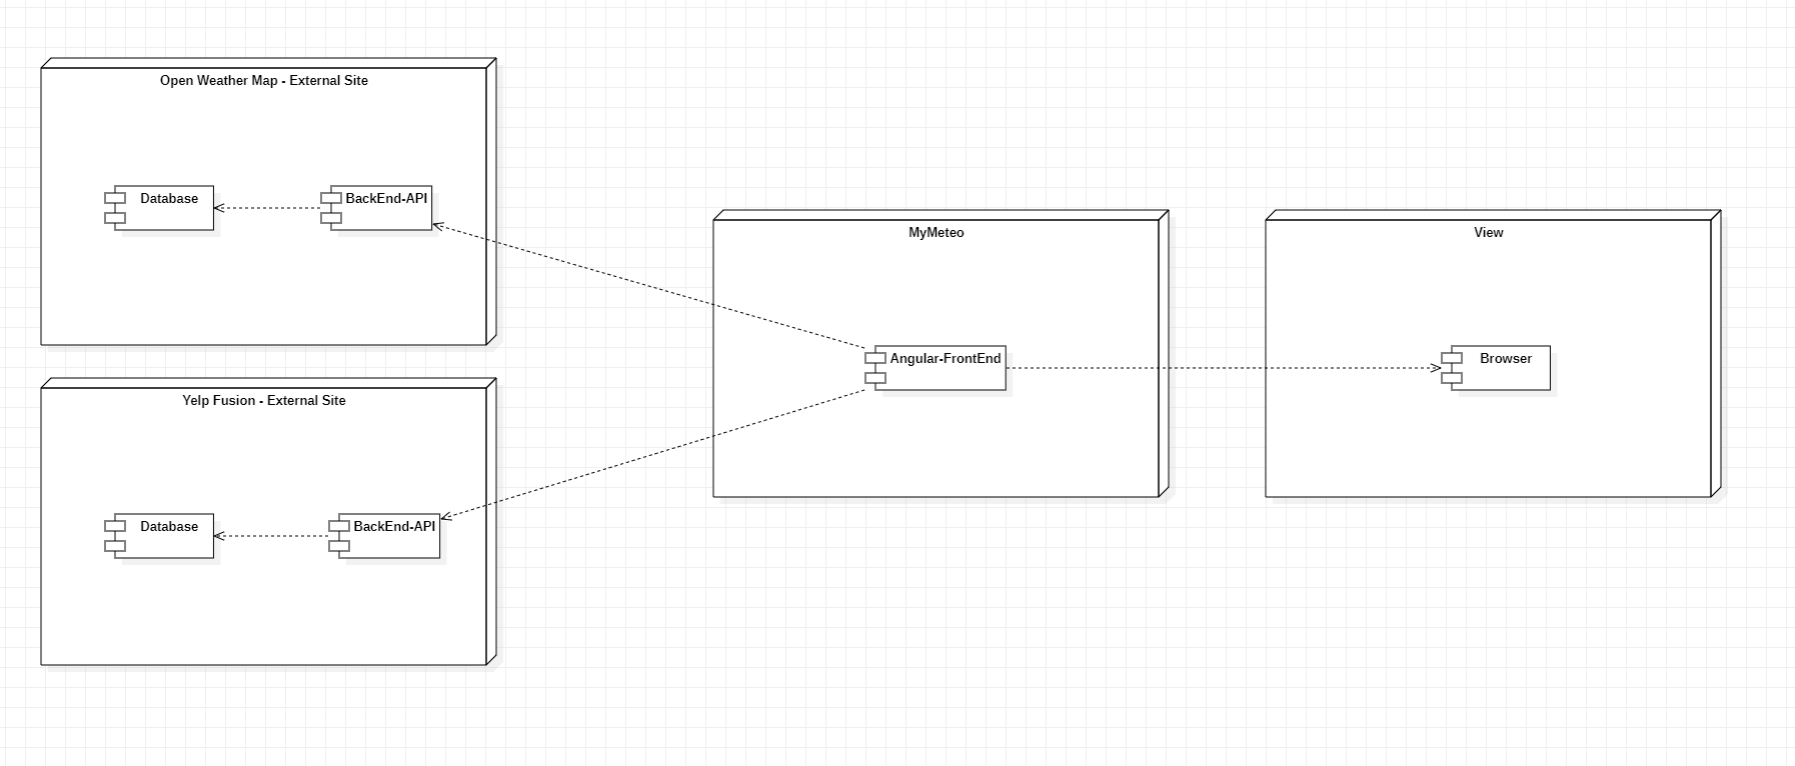 Open Weather Map - External Site
Database
BackEnd-API
Yelp Fusion - External Site
Database
BackEnd-API
MyMeteo
Angular-FrontEnd
View
Browser